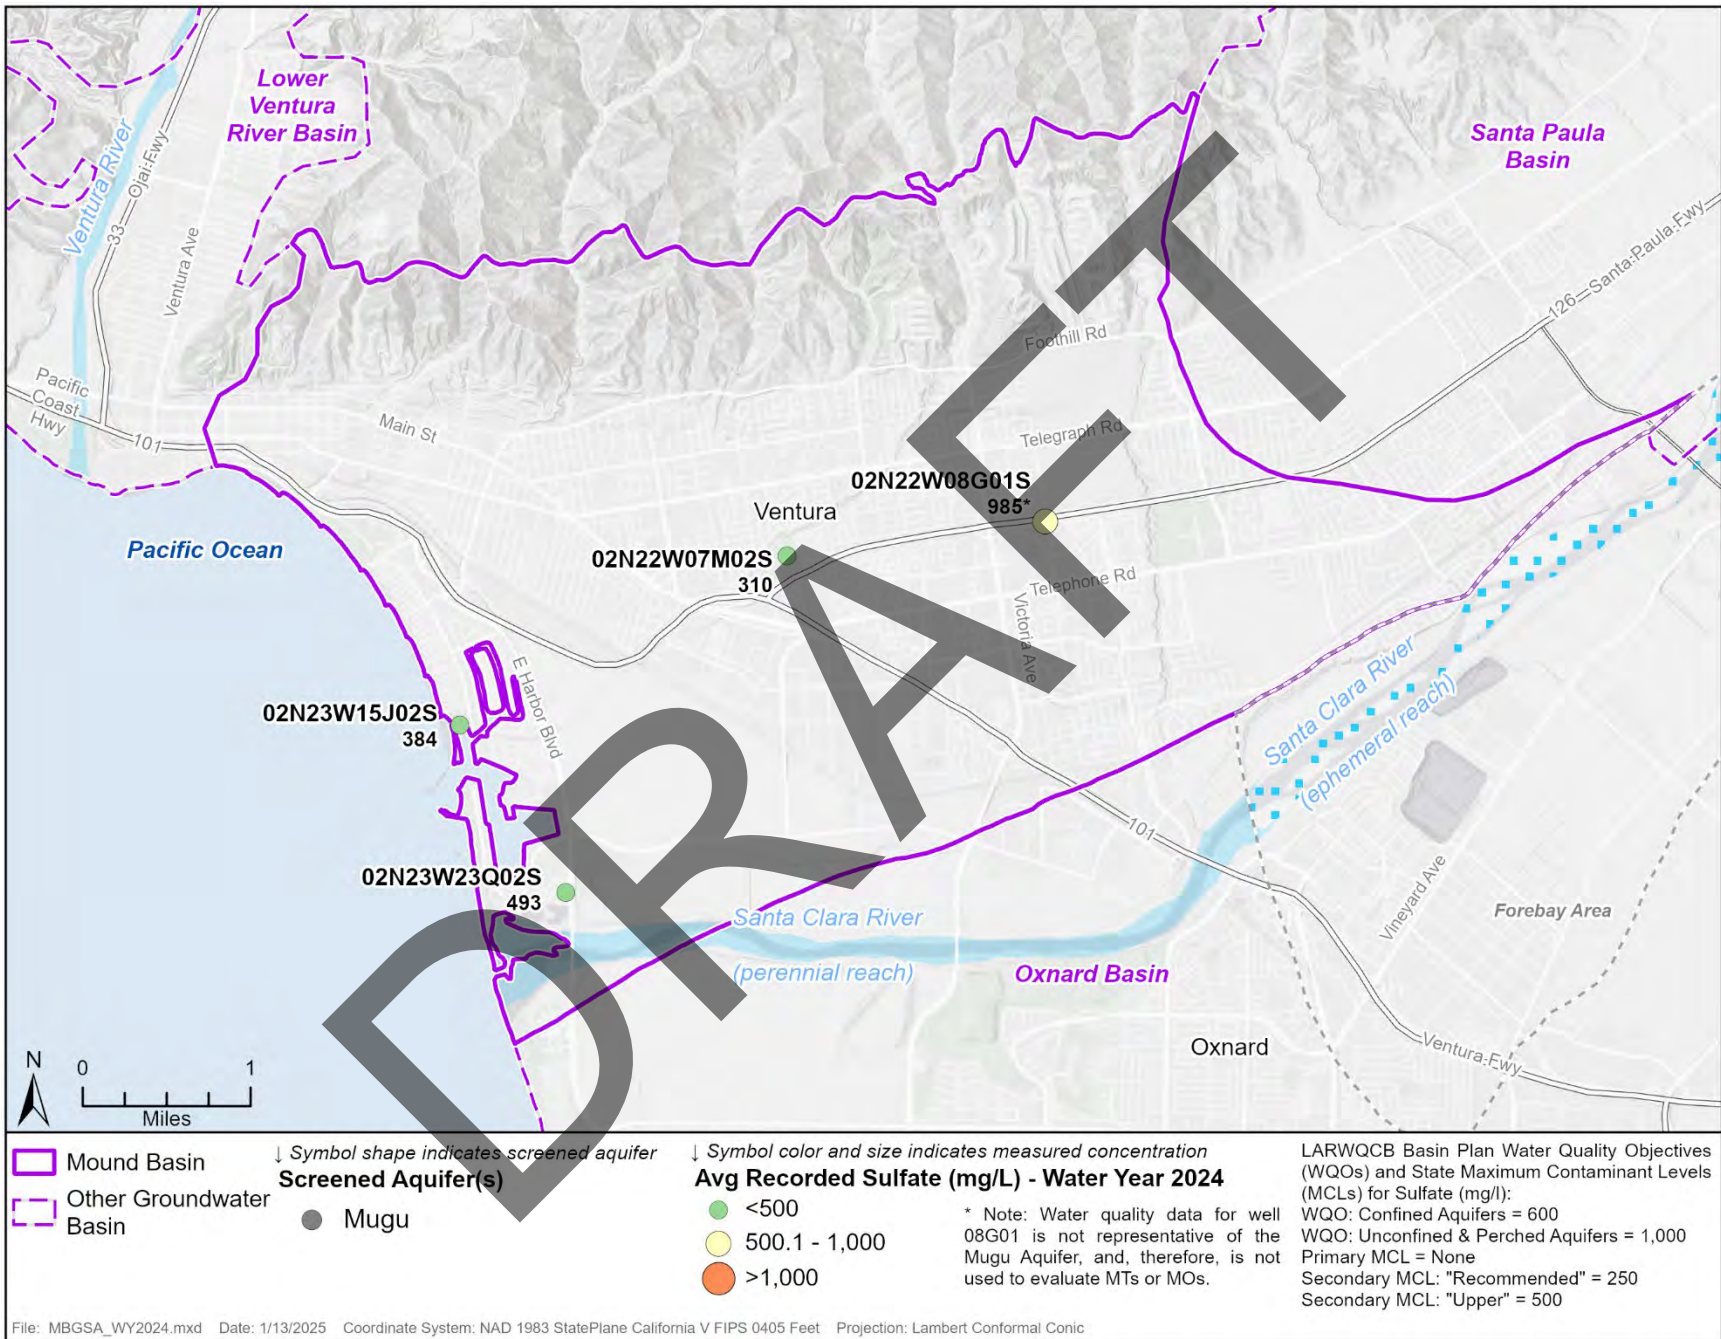 Lower
Ventura
River Basin
Santa Paula
Basin
Ventura River
33
Ojai Fwy
Ventura Ave
126
Santa Paula Fwy
Foothill Rd
Pacific
Coast
Hwy
101
Main St
Telegraph Rd
02N22W08G01S
985*
Ventura
Pacific Ocean
02N22W07M02S
310
Telephone Rd
Victoria Ave
E Harbor Blvd
02N23W15J02S
384
Santa Clara River
(ephemeral reach)
101
02N23W23Q02S
493
Santa Clara River
(perennial reach)
Vineyard Ave
Forebay Area
Oxnard Basin
Oxnard
Ventura Fwy
DRAFT
N
0 1
Miles
Mound Basin
Other Groundwater
Basin
↓ Symbol shape indicates screened aquifer
Screened Aquifer(s)
Mugu
↓ Symbol color and size indicates measured concentration
Avg Recorded Sulfate (mg/L) - Water Year 2024
<500
500.1 - 1,000
>1,000
* Note: Water quality data for well
08G01 is not representative of the
Mugu Aquifer, and, therefore, is not
used to evaluate MTs or MOs.
LARWQCB Basin Plan Water Quality Objectives
(WQOs) and State Maximum Contaminant Levels
(MCLs) for Sulfate (mg/l):
WQO: Confined Aquifers = 600
WQO: Unconfined & Perched Aquifers = 1,000
Primary MCL = None
Secondary MCL: "Recommended" = 250
Secondary MCL: "Upper" = 500
File: MBGSA_WY2024.mxd Date: 1/13/2025 Coordinate System: NAD 1983 StatePlane California V FIPS 0405 Feet Projection: Lambert Conformal Conic